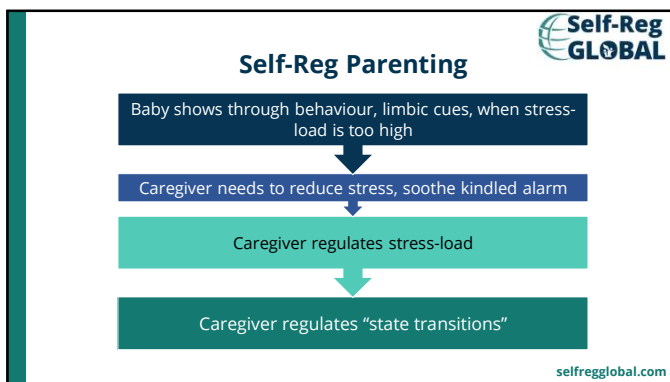 Self-Reg
GLOBAL
Self-Reg Parenting
Baby shows through behaviour, limbic cues, when stress-
load is too high
Caregiver needs to reduce stress, soothe kindled alarm
Caregiver regulates stress-load
Caregiver regulates “state transitions”
selfregglobal.com